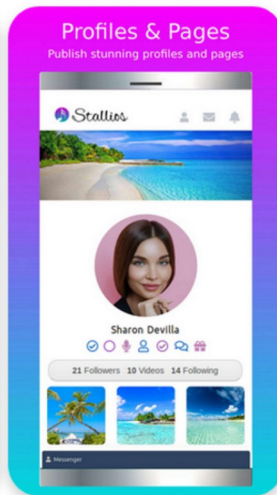 Profiles & Pages
Publish stunning profiles and pages
Stallios
Sharon Devilla
21 Followers 10 Videos 14 Following
Messenger